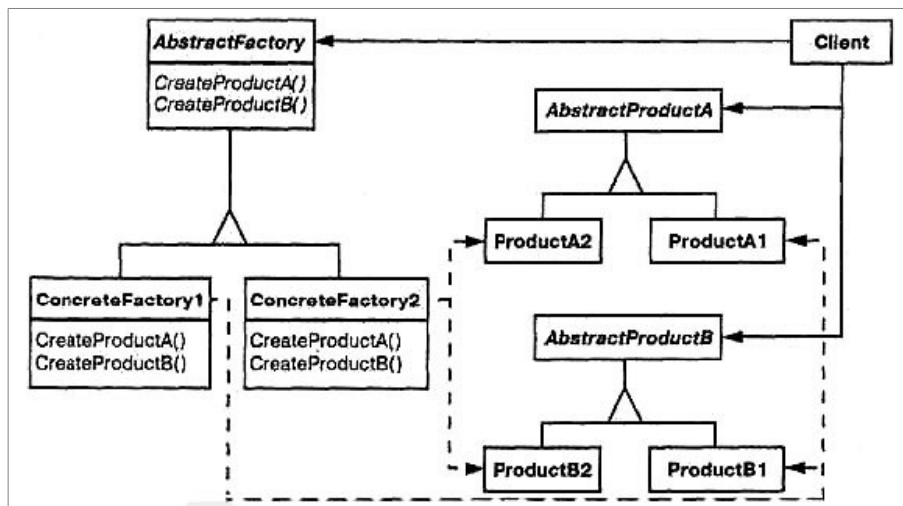 AbstractFactory
CreateProductA()
CreateProductB()
Client
AbstractProductA
ProductA2
ProductA1
ConcreteFactory1
CreateProductA()
CreateProductB()
ConcreteFactory2
CreateProductA()
CreateProductB()
AbstractProductB
ProductB2
ProductB1